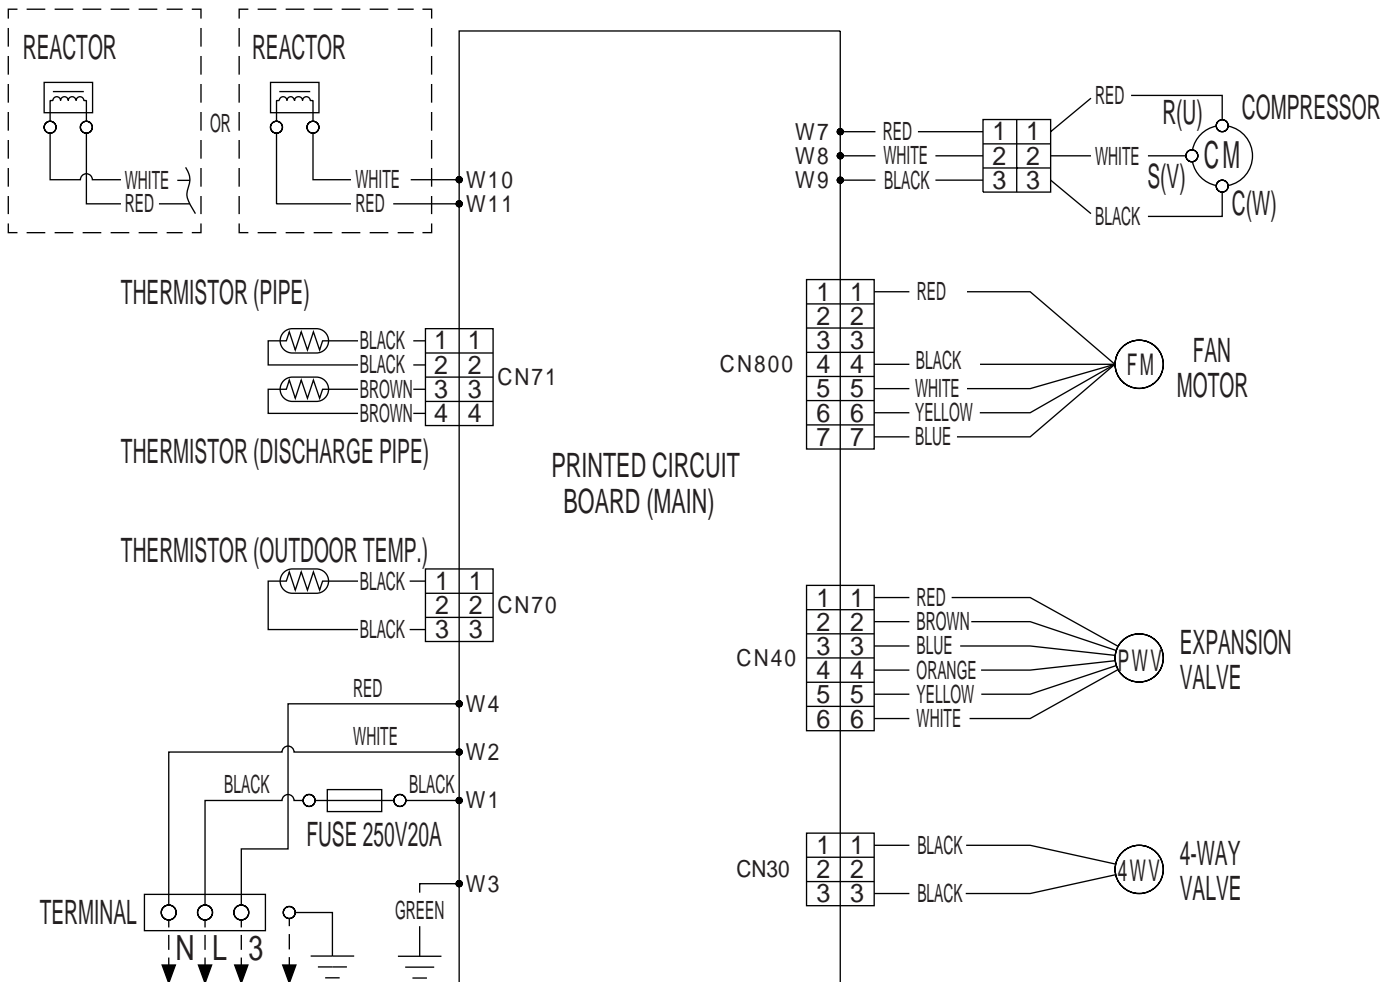 REACTOR
WHITE
RED
OR
REACTOR
WHITE
RED
W10
W11
W7 RED 1 1 RED
W8 WHITE 2 2 WHITE
W9 BLACK 3 3 BLACK
R(U)
S(V)
C(W)
CM
COMPRESSOR
THERMISTOR (PIPE)
BLACK 1 1
BLACK 2 2
BROWN 3 3
BROWN 4 4
CN71
THERMISTOR (DISCHARGE PIPE)
CN800
1 1 RED
2 2
3 3
4 4 BLACK
5 5 WHITE
6 6 YELLOW
7 7 BLUE
FM
FAN
MOTOR
PRINTED CIRCUIT
BOARD (MAIN)
THERMISTOR (OUTDOOR TEMP.)
BLACK 1 1
2 2
BLACK 3 3
CN70
CN40
1 1 RED
2 2 BROWN
3 3 BLUE
4 4 ORANGE
5 5 YELLOW
6 6 WHITE
PWV
EXPANSION
VALVE
RED W4
WHITE W2
BLACK BLACK W1
FUSE 250V20A
W3
GREEN
TERMINAL
N L 3
CN30
1 1 BLACK
2 2
3 3 BLACK
4WV
4-WAY
VALVE